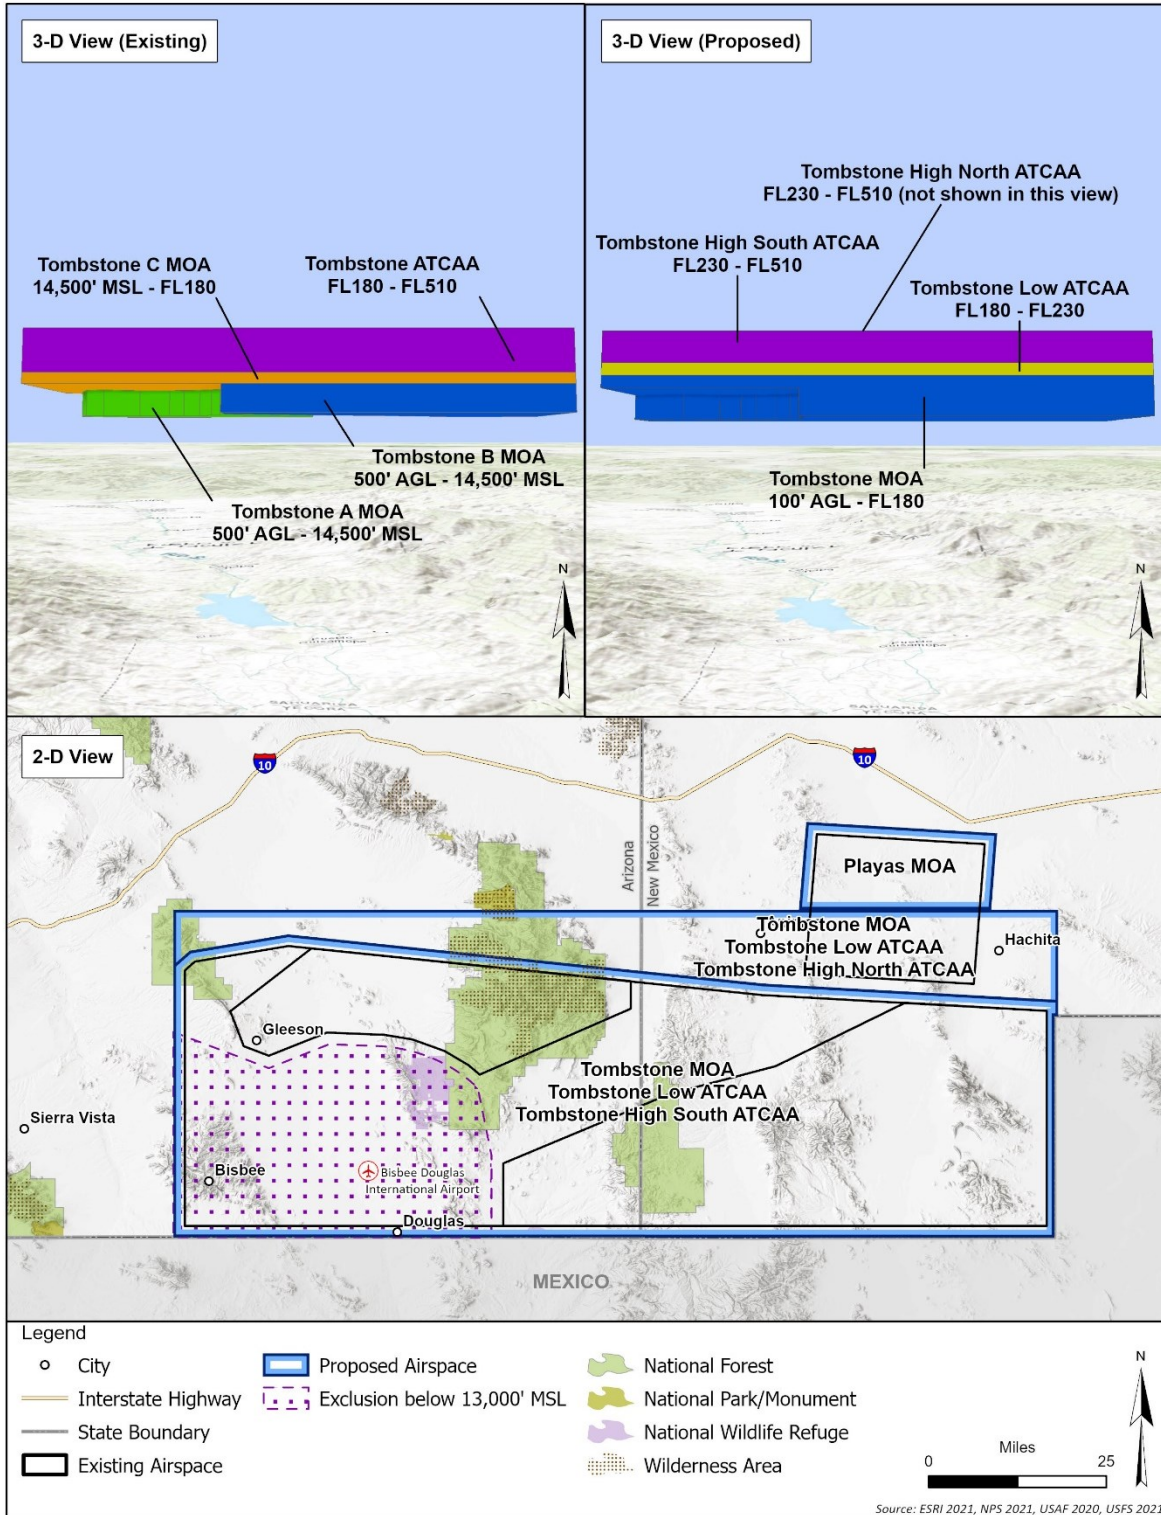 3-D View (Existing)
Tombstone C MOA
14,500' MSL - FL180
Tombstone ATCAA
FL180 - FL510
Tombstone B MOA
500' AGL - 14,500' MSL
Tombstone A MOA
500' AGL - 14,500' MSL
N
3-D View (Proposed)
Tombstone High North ATCAA
FL230 - FL510 (not shown in this view)
Tombstone High South ATCAA
FL230 - FL510
Tombstone Low ATCAA
FL180 - FL230
Tombstone MOA
100' AGL - FL180
N
2-D View
10
10
Arizona
New Mexico
Playas MOA
Tombstone MOA
Tombstone Low ATCAA
Tombstone High North ATCAA
Hachita
Gleeson
Tombstone MOA
Tombstone Low ATCAA
Tombstone High South ATCAA
Sierra Vista
Bisbee
Bisbee Douglas
International Airport
Douglas
MEXICO
Legend
City
Interstate Highway
State Boundary
Existing Airspace
Proposed Airspace
Exclusion below 13,000' MSL
National Forest
National Park/Monument
National Wildlife Refuge
Wilderness Area
N
Miles
0 25
Source: ESRI 2021, NPS 2021, USAF 2020, USFS 2021